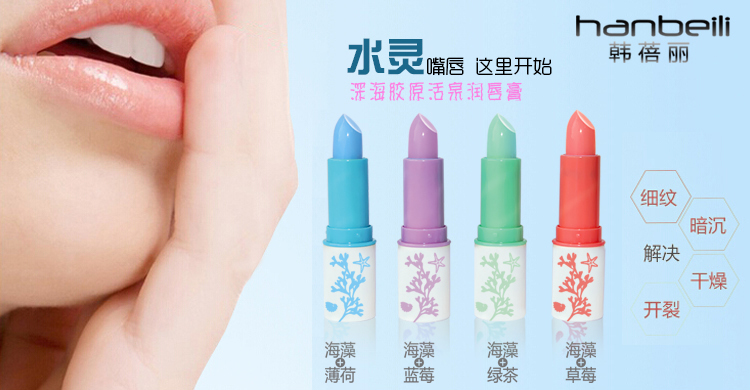 hanbeili
韩蓓丽
水灵嘴唇 这里开始
深海胶原活泉润唇膏
细纹
暗沉
解决
干燥
开裂
海藻
+
薄荷
海藻
+
蓝莓
海藻
+
绿茶
海藻
+
草莓